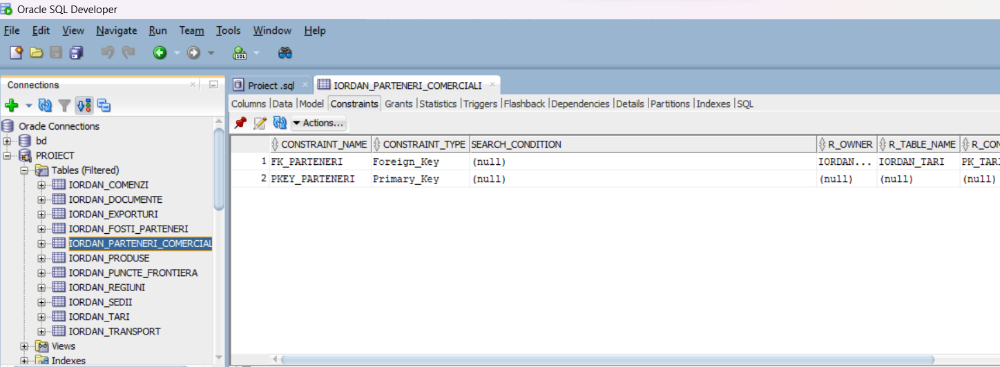 Oracle SQL Developer
File Edit View Navigate Run Team Tools Window Help
SQL
Connections
Proiect .sql
IORDAN_PARTENERI_COMERCIALI
Columns Data Model Constraints Grants Statistics Triggers Flashback Dependencies Details Partitions Indexes SQL
Actions...
Oracle Connections
bd
PROIECT
Tables (Filtered)
IORDAN_COMENZI
IORDAN_DOCUMENTE
IORDAN_EXPORTURI
IORDAN_FOSTI_PARTENERI
IORDAN_PARTENERI_COMERCIAL
IORDAN_PRODUSE
IORDAN_PUNCTE_FRONTIERA
IORDAN_REGIUNI
IORDAN_SEDII
IORDAN_TARI
IORDAN_TRANSPORT
Views
Indexes
CONSTRAINT_NAME CONSTRAINT_TYPE SEARCH_CONDITION R_OWNER R_TABLE_NAME R_CON
1 FK_PARTENERI Foreign_Key (null) IORDAN... IORDAN_TARI PK_TARI
2 PKEY_PARTENERI Primary_Key (null) (null) (null) (null)